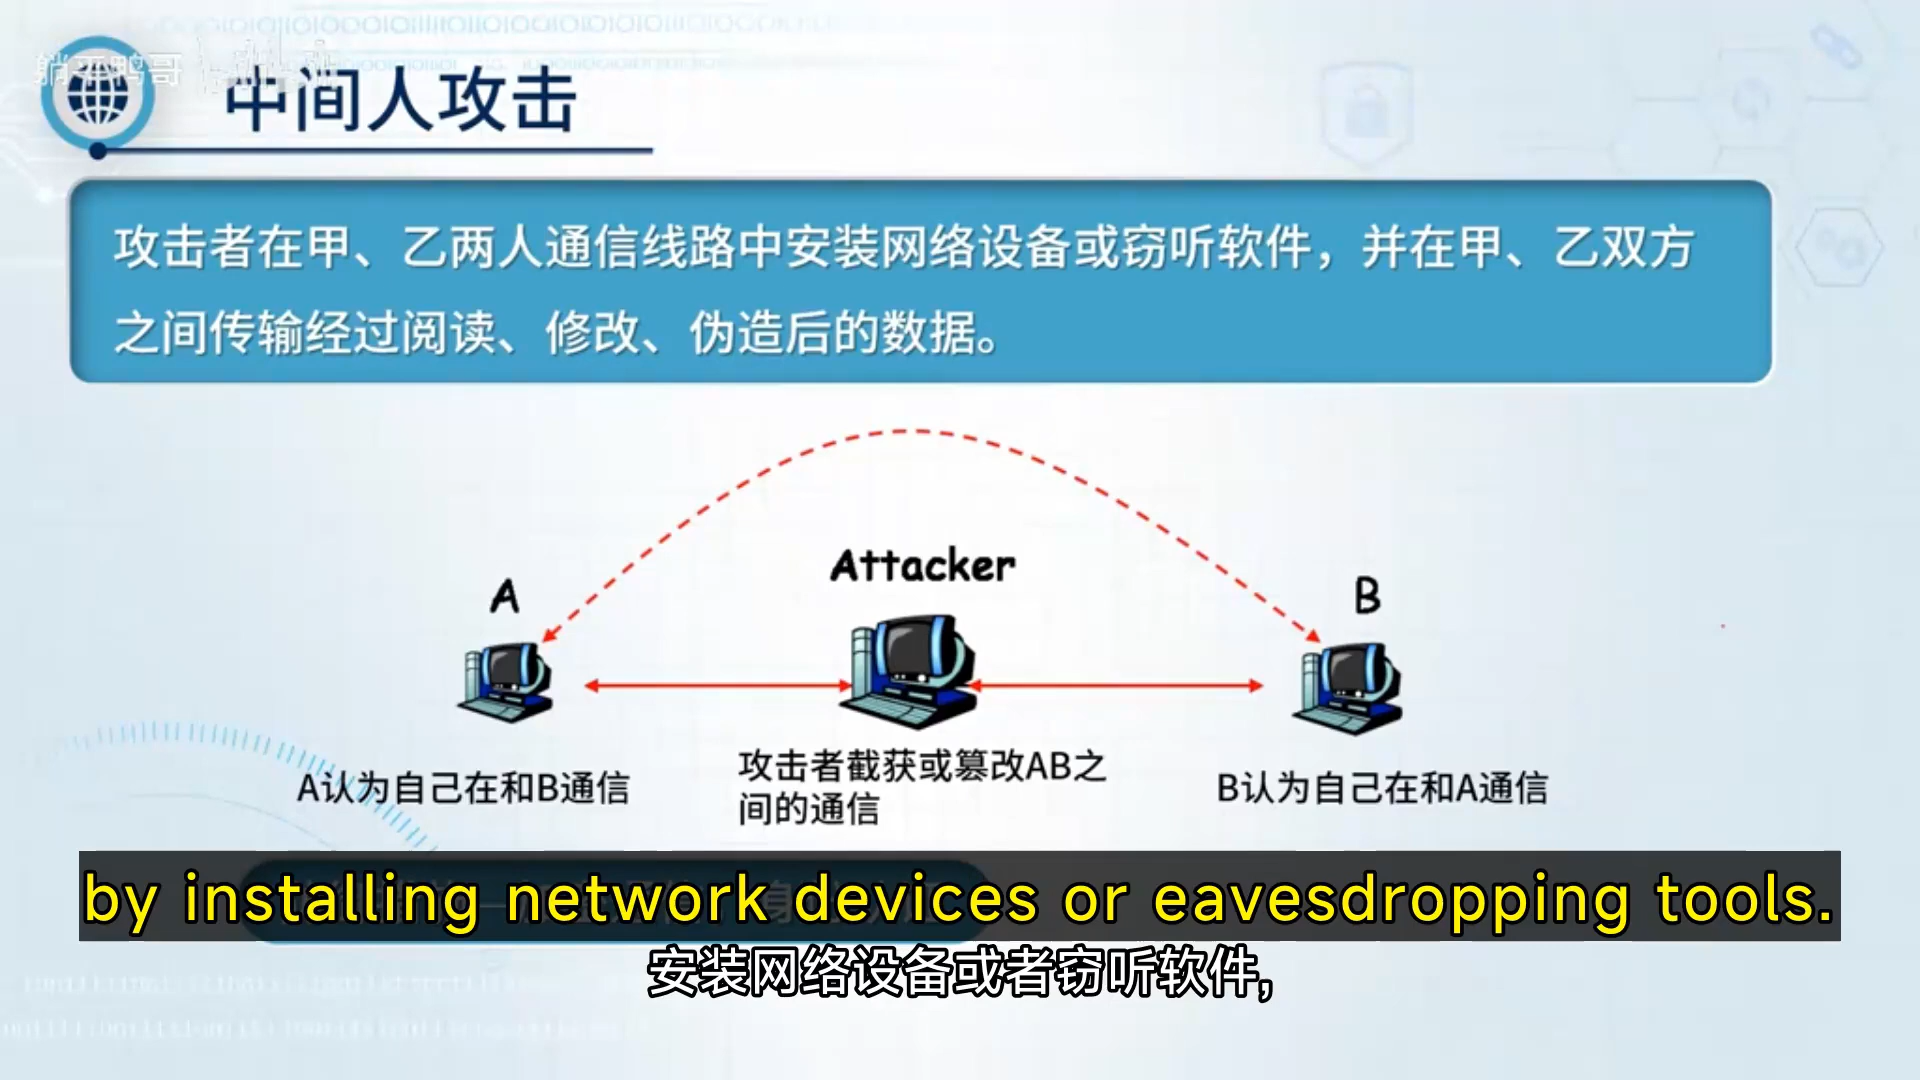 躺平鸭哥
中间人攻击
攻击者在甲、乙两人通信线路中安装网络设备或窃听软件，并在甲、乙双方
之间传输经过阅读、修改、伪造后的数据。
Attacker
A
B
A认为自己在和B通信
攻击者截获或篡改AB之
间的通信
B认为自己在和A通信
by installing network devices or eavesdropping tools.
安装网络设备或者窃听软件,